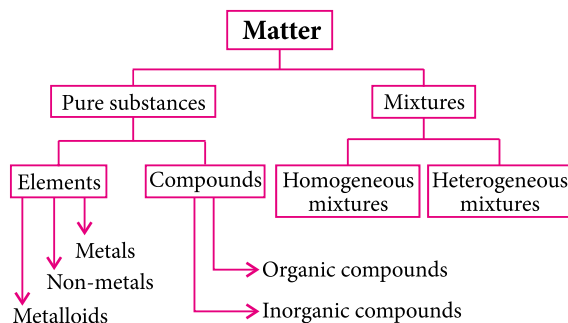 Matter
Pure substances
Mixtures
Elements
Compounds
Homogeneous
mixtures
Heterogeneous
mixtures
Metals
Non-metals
Metalloids
Organic compounds
Inorganic compounds